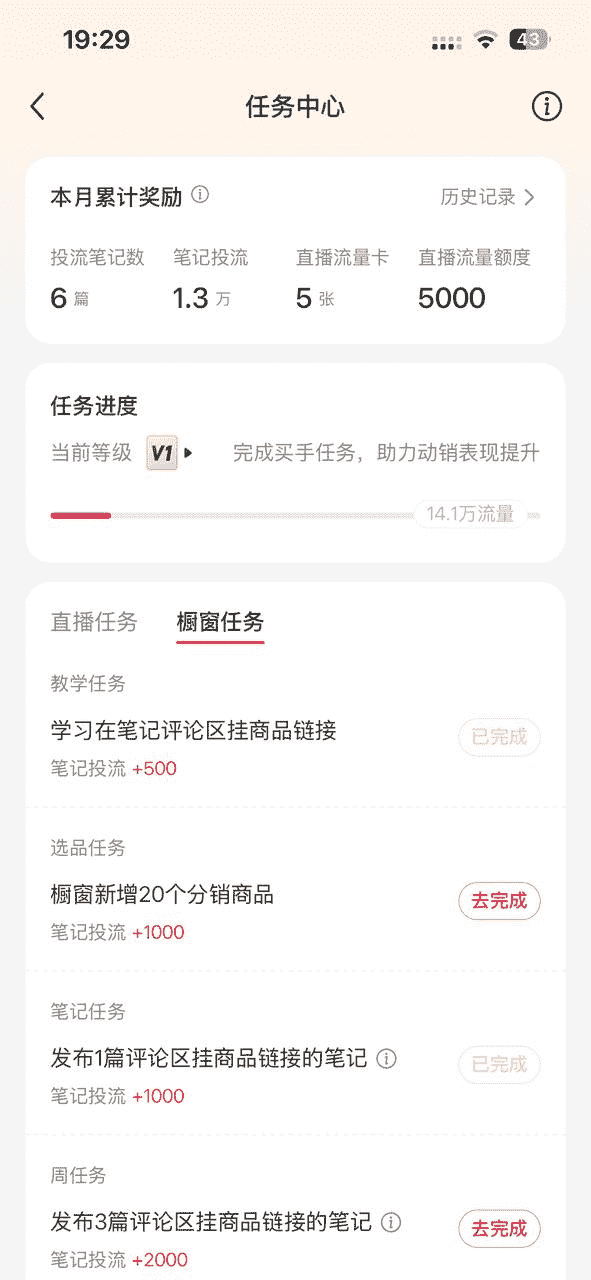 19:29
43
任务中心
本月累计奖励
历史记录
投流笔记数 笔记投流 直播流量卡 直播流量额度
6 篇 1.3 万 5 张 5000
任务进度
当前等级 V1 完成买手任务，助力动销表现提升
14.1万流量
直播任务 橱窗任务
教学任务
学习在笔记评论区挂商品链接
已完成
笔记投流 +500
选品任务
橱窗新增20个分销商品
去完成
笔记投流 +1000
笔记任务
发布1篇评论区挂商品链接的笔记
已完成
笔记投流 +1000
周任务
发布3篇评论区挂商品链接的笔记
去完成
笔记投流 +2000